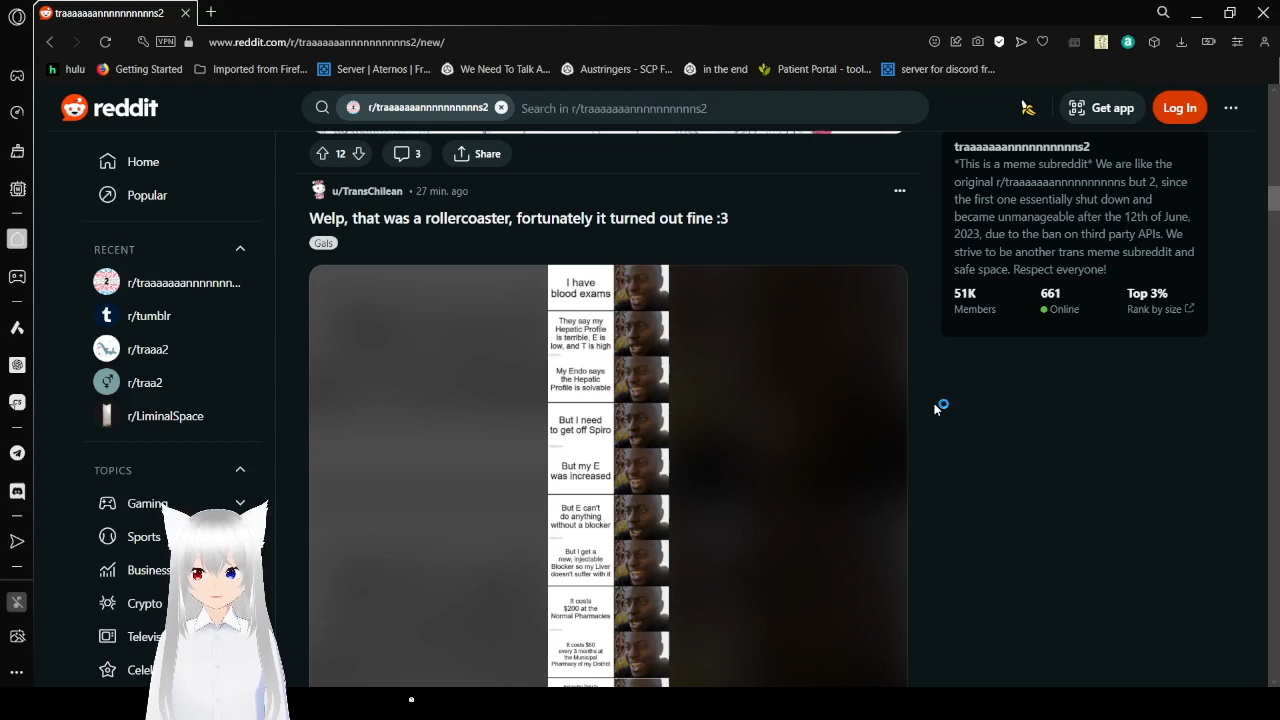 traaaaaaannnnnnnnnns2
VPN
www.reddit.com/r/traaaaaaannnnnnnnnns2/new/
hulu
Getting Started
Imported from Firef...
Server | Aternos | Fr...
We Need To Talk A...
Austringers - SCP F...
in the end
Patient Portal - tool...
server for discord fr...
reddit
r/traaaaaaannnnnnnnnns2
Search in r/traaaaaaannnnnnnnnns2
Get app
Log In
Home
Popular
RECENT
r/traaaaaaannnnnnn...
r/tumblr
r/traaa2
r/traa2
r/LiminalSpace
TOPICS
Gaming
Sports
Business
Crypto
12
3
Share
u/TransChilean • 27 min. ago
Welp, that was a rollercoaster, fortunately it turned out fine :3
Gals
I have
blood exams
They say my
Hepatic Profile
is terrible, E is
low, and T is high
My Endo says
the Hepatic
Profile is solvable
But I need
to get off Spiro
But my E
was increased
But E can't
do anything
without a blocker
But I get a
new, injectable
Blocker so my Liver
doesn't suffer with it
It costs
$200 at the
Normal Pharmacies
It costs $60
every 3 months at
the Municipal
Pharmacy of my District
traaaaaaannnnnnnnnns2
*This is a meme subreddit* We are like the
original r/traaaaaaannnnnnnnnns but 2, since
the first one essentially shut down and
became unmanageable after the 12th of June,
2023, due to the ban on third party APIs. We
strive to be another trans meme subreddit and
safe space. Respect everyone!
51K
Members
661
Online
Top 3%
Rank by size